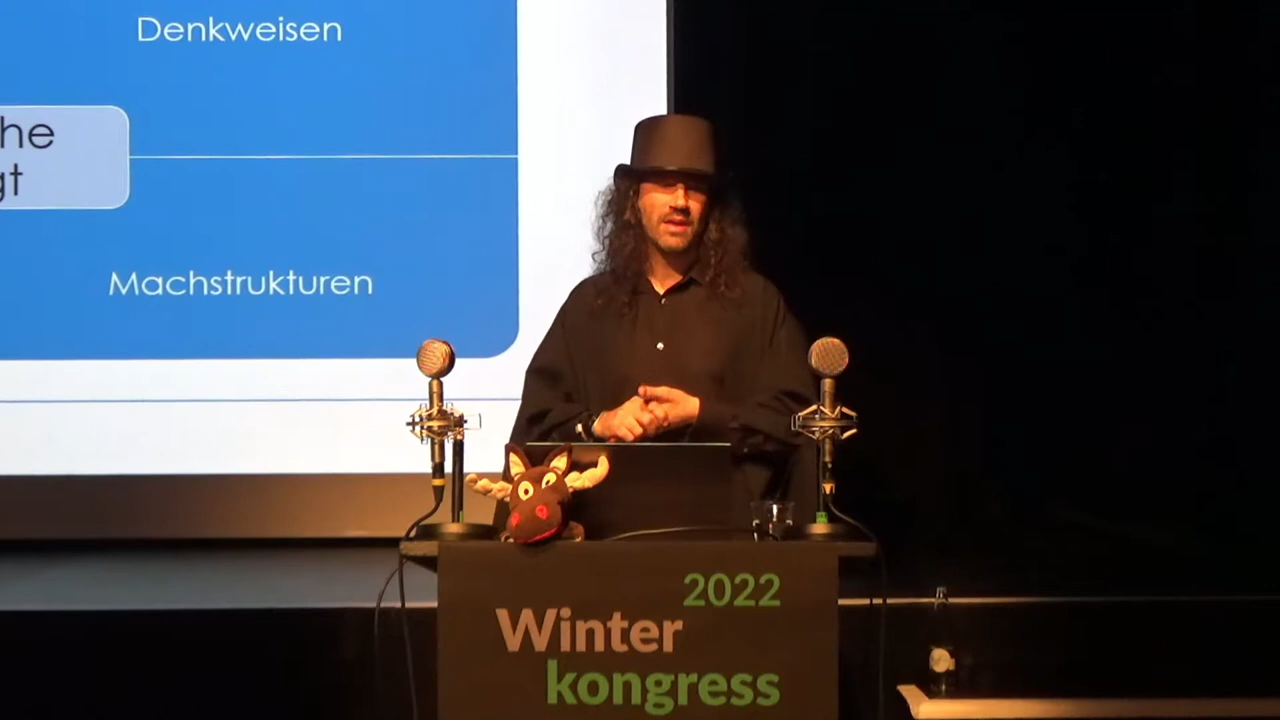 Denkweisen
he
gt
Machstrukturen
2022
Winter
kongress